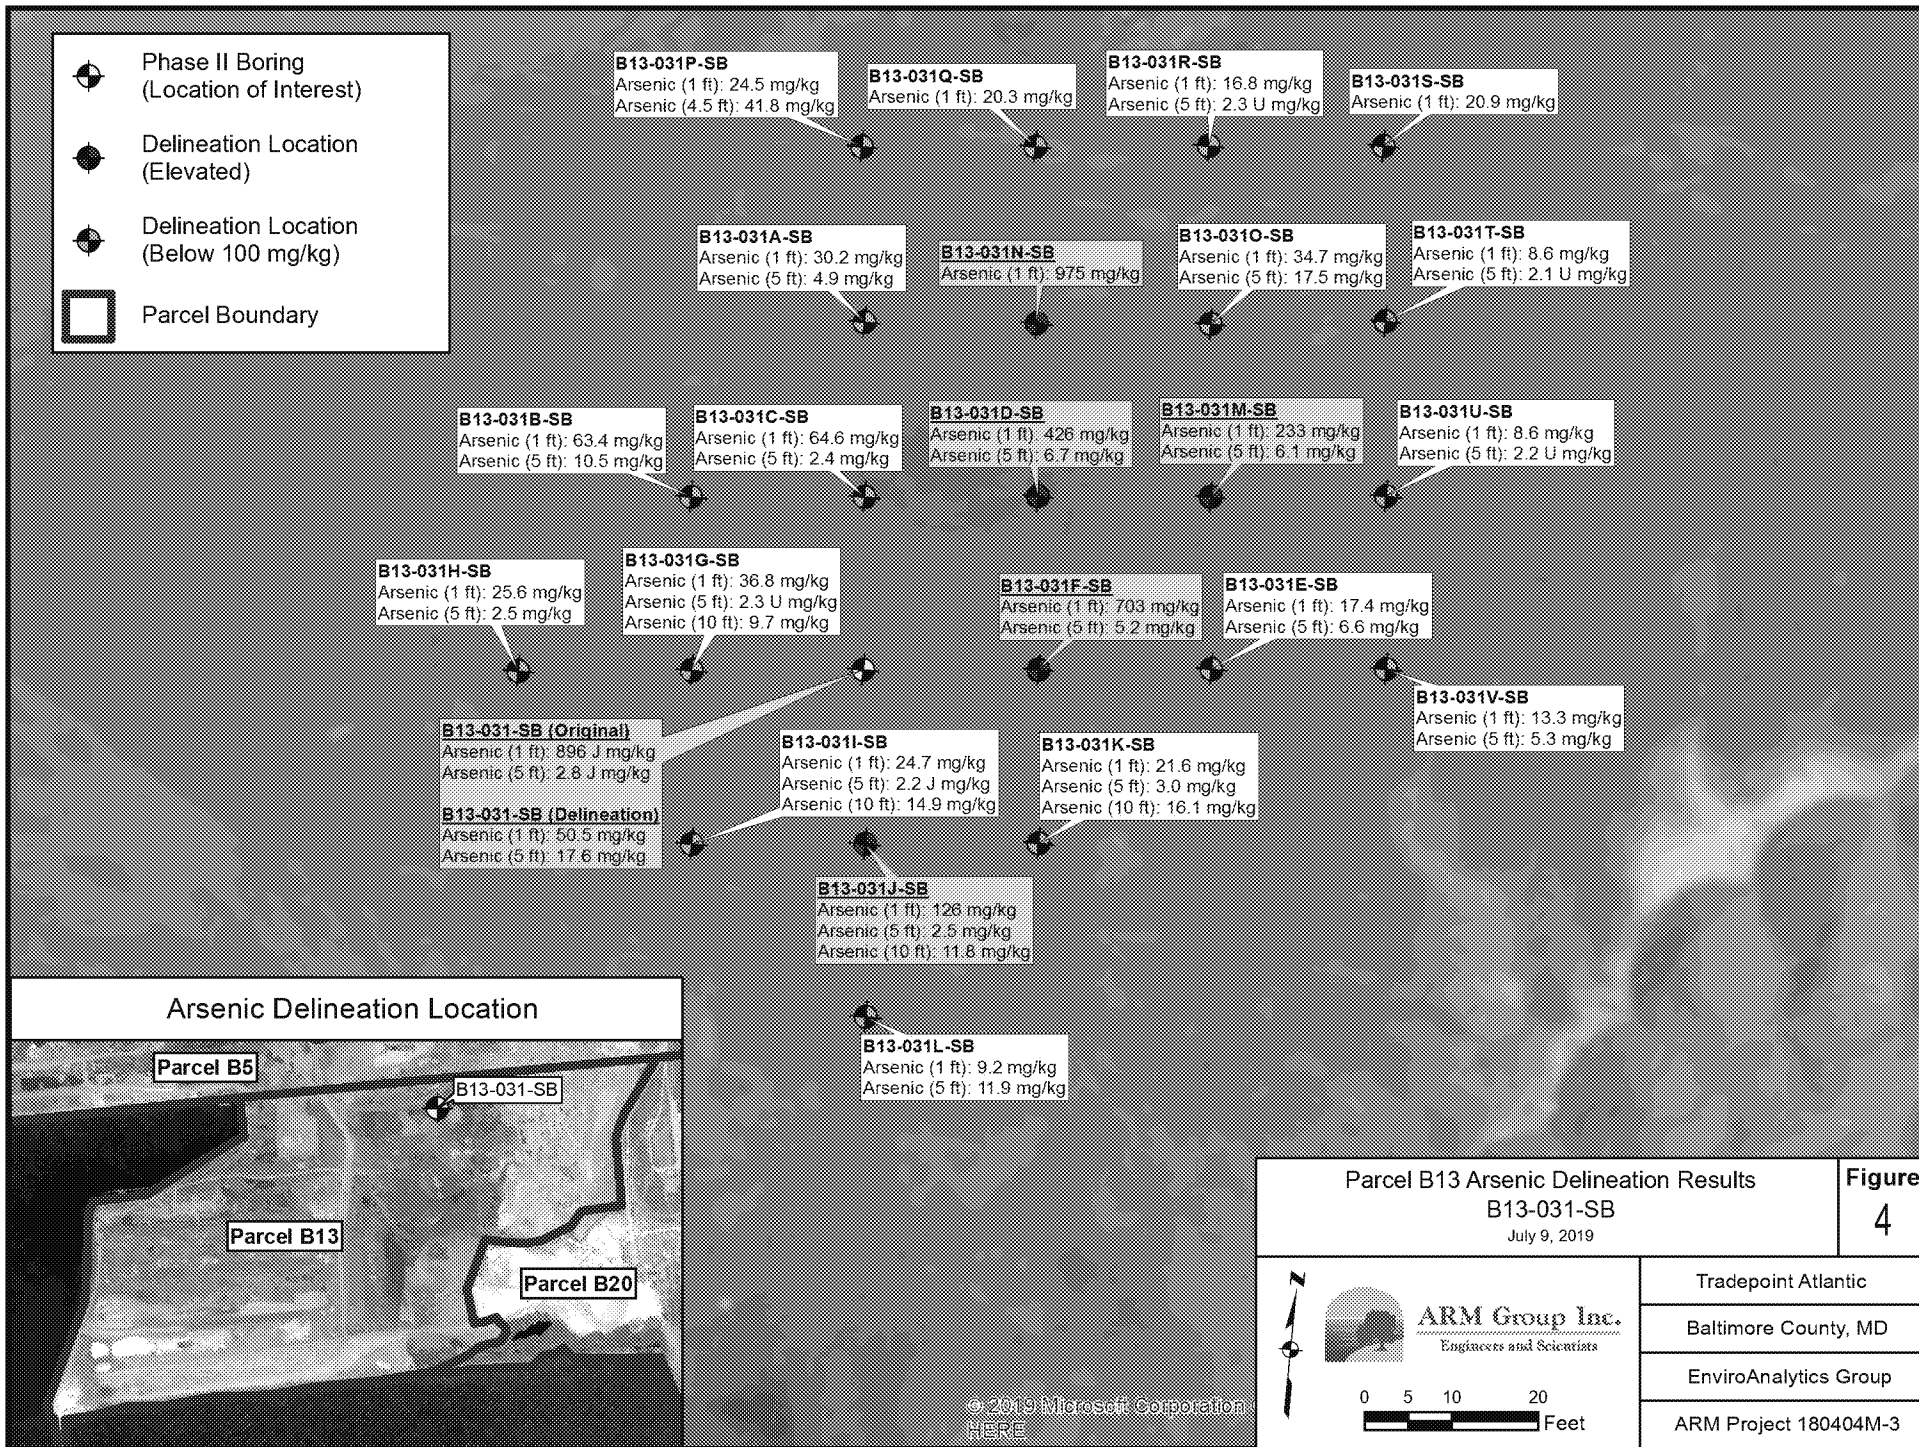 Phase II Boring
(Location of Interest)
Delineation Location
(Elevated)
Delineation Location
(Below 100 mg/kg)
Parcel Boundary
B13-031P-SB
Arsenic (1 ft): 24.5 mg/kg
Arsenic (4.5 ft): 41.8 mg/kg
B13-031Q-SB
Arsenic (1 ft): 20.3 mg/kg
B13-031R-SB
Arsenic (1 ft): 16.8 mg/kg
Arsenic (5 ft): 2.3 U mg/kg
B13-031S-SB
Arsenic (1 ft): 20.9 mg/kg
B13-031A-SB
Arsenic (1 ft): 30.2 mg/kg
Arsenic (5 ft): 4.9 mg/kg
B13-031N-SB
Arsenic (1 ft): 975 mg/kg
B13-031O-SB
Arsenic (1 ft): 34.7 mg/kg
Arsenic (5 ft): 17.5 mg/kg
B13-031T-SB
Arsenic (1 ft): 8.6 mg/kg
Arsenic (5 ft): 2.1 U mg/kg
B13-031B-SB
Arsenic (1 ft): 63.4 mg/kg
Arsenic (5 ft): 10.5 mg/kg
B13-031C-SB
Arsenic (1 ft): 64.6 mg/kg
Arsenic (5 ft): 2.4 mg/kg
B13-031D-SB
Arsenic (1 ft): 426 mg/kg
Arsenic (5 ft): 6.7 mg/kg
B13-031M-SB
Arsenic (1 ft): 233 mg/kg
Arsenic (5 ft): 6.1 mg/kg
B13-031U-SB
Arsenic (1 ft): 8.6 mg/kg
Arsenic (5 ft): 2.2 U mg/kg
B13-031H-SB
Arsenic (1 ft): 25.6 mg/kg
Arsenic (5 ft): 2.5 mg/kg
B13-031G-SB
Arsenic (1 ft): 36.8 mg/kg
Arsenic (5 ft): 2.3 U mg/kg
Arsenic (10 ft): 9.7 mg/kg
B13-031F-SB
Arsenic (1 ft): 703 mg/kg
Arsenic (5 ft): 5.2 mg/kg
B13-031E-SB
Arsenic (1 ft): 17.4 mg/kg
Arsenic (5 ft): 6.6 mg/kg
B13-031V-SB
Arsenic (1 ft): 13.3 mg/kg
Arsenic (5 ft): 5.3 mg/kg
B13-031-SB (Original)
Arsenic (1 ft): 896 J mg/kg
Arsenic (5 ft): 2.8 J mg/kg
B13-031-SB (Delineation)
Arsenic (1 ft): 50.5 mg/kg
Arsenic (5 ft): 17.6 mg/kg
B13-031I-SB
Arsenic (1 ft): 24.7 mg/kg
Arsenic (5 ft): 2.2 J mg/kg
Arsenic (10 ft): 14.9 mg/kg
B13-031K-SB
Arsenic (1 ft): 21.6 mg/kg
Arsenic (5 ft): 3.0 mg/kg
Arsenic (10 ft): 16.1 mg/kg
B13-031J-SB
Arsenic (1 ft): 126 mg/kg
Arsenic (5 ft): 2.5 mg/kg
Arsenic (10 ft): 11.8 mg/kg
B13-031L-SB
Arsenic (1 ft): 9.2 mg/kg
Arsenic (5 ft): 11.9 mg/kg
Arsenic Delineation Location
Parcel B5
B13-031-SB
Parcel B13
Parcel B20
© 2019 Microsoft Corporation
HERE
Parcel B13 Arsenic Delineation Results
B13-031-SB
July 9, 2019
Figure
4
N
ARM Group Inc.
Engineers and Scientists
0 5 10 20
Feet
Tradepoint Atlantic
Baltimore County, MD
EnviroAnalytics Group
ARM Project 180404M-3